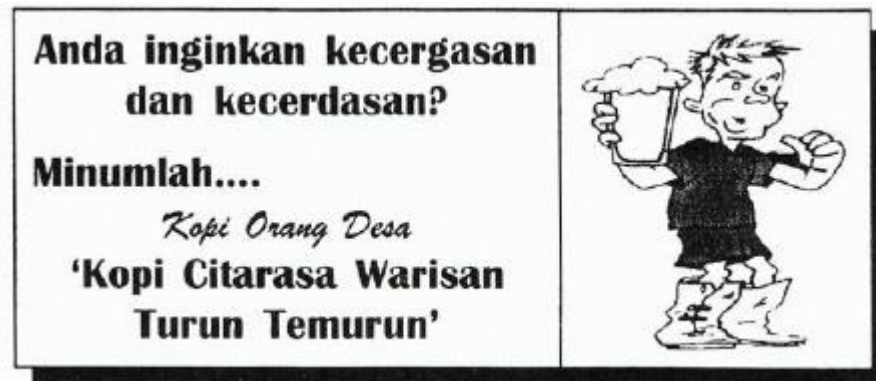 Anda inginkan kecergasan
dan kecerdasan?
Minumlah....
Kopi Orang Desa
‘Kopi Citarasa Warisan
Turun Temurun’